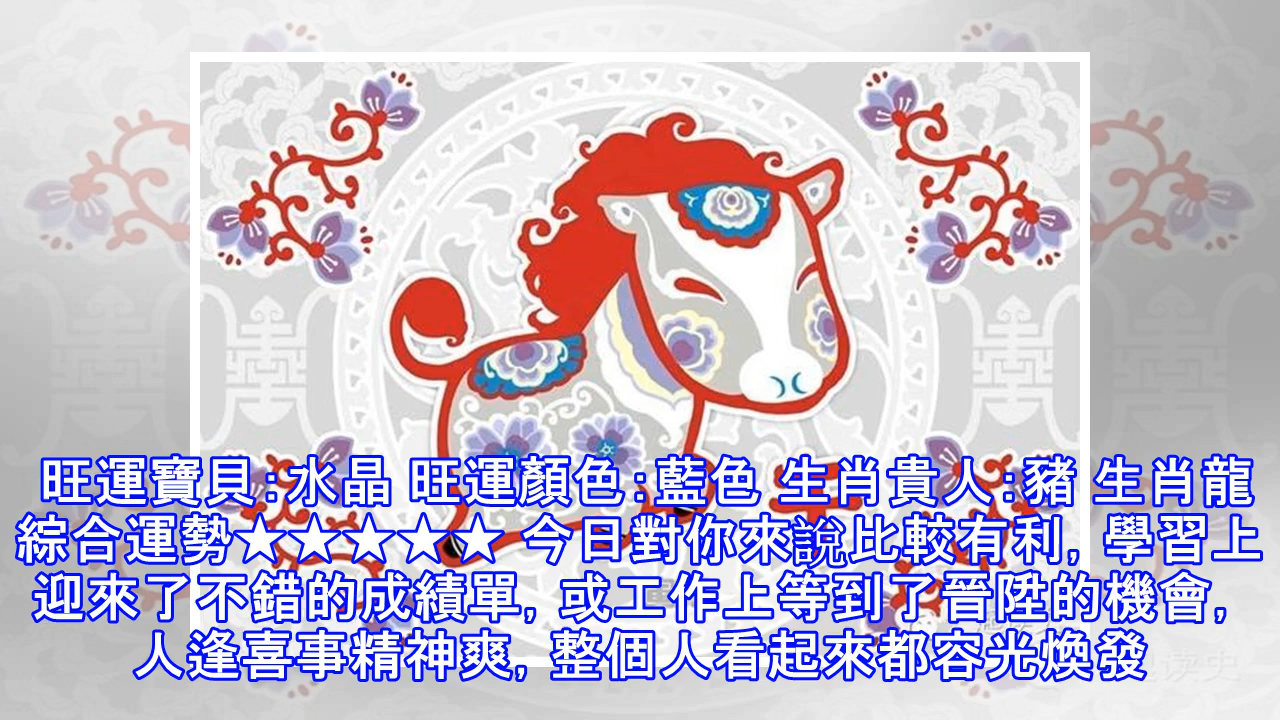 旺運寶貝:水晶 旺運顏色:藍色 生肖貴人:豬 生肖龍
綜合運勢★★★★★ 今日對你來說比較有利, 學習上
迎來了不錯的成績單, 或工作上等到了晉陞的機會,
人逢喜事精神爽, 整個人看起來都容光煥發
读史